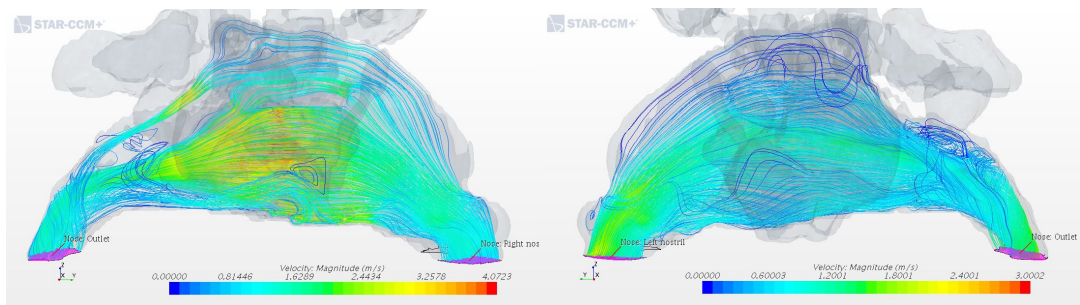 STAR-CCM+
Nose: Outlet
Nose: Right nos
Z
X Y
Velocity: Magnitude (m/s)
0.00000 0.81446 1.6289 2.4434 3.2578 4.0723
STAR-CCM+
Nose: Left nostril
Nose: Outlet
Z
Y X
Velocity: Magnitude (m/s)
0.00000 0.60003 1.2001 1.8001 2.4001 3.0002